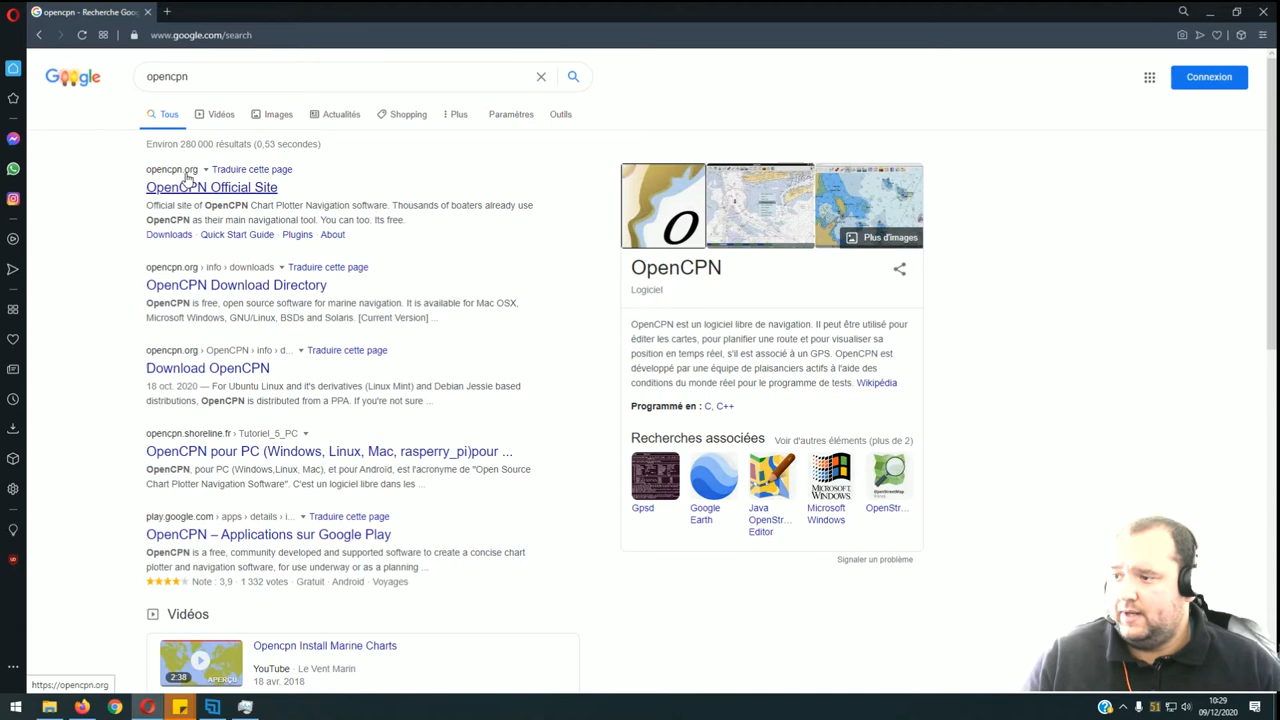 opencpn - Recherche Goo
www.google.com/search
Google
opencpn
Connexion
Tous
Vidéos
Images
Actualités
Shopping
Plus
Paramètres
Outils
Environ 280 000 résultats (0,53 secondes)
opencpn.org
Traduire cette page
OpenCPN Official Site
Official site of OpenCPN Chart Plotter Navigation software. Thousands of boaters already use
OpenCPN as their main navigational tool. You can too. Its free.
Downloads · Quick Start Guide · Plugins · About
opencpn.org › info › downloads
Traduire cette page
OpenCPN Download Directory
OpenCPN is free, open source software for marine navigation. It is available for Mac OSX,
Microsoft Windows, GNU/Linux, BSDs and Solaris. [Current Version] ...
opencpn.org › OpenCPN › info › d...
Traduire cette page
Download OpenCPN
18 oct. 2020 — For Ubuntu Linux and it's derivatives (Linux Mint) and Debian Jessie based
distributions, OpenCPN is distributed from a PPA. If you're not sure ...
opencpn.shoreline.fr › Tutoriel_5_PC
OpenCPN pour PC (Windows, Linux, Mac, rasperry_pi)pour ...
OpenCPN, pour PC (Windows,Linux, Mac), et pour Android, est l'acronyme de "Open Source
Chart Plotter Navigation Software". C'est un logiciel libre dans les ...
play.google.com › apps › details › i...
Traduire cette page
OpenCPN – Applications sur Google Play
OpenCPN is a free, community developed and supported software to create a concise chart
plotter and navigation software, for use underway or as a planning ...
Note : 3,9 · 1 332 votes · Gratuit · Android · Voyages
Vidéos
2:38
APERÇU
Opencpn Install Marine Charts
YouTube · Le Vent Marin
18 avr. 2018
O
Plus d'images
OpenCPN
Logiciel
OpenCPN est un logiciel libre de navigation. Il peut être utilisé pour
éditer les cartes, pour planifier une route et pour visualiser sa
position en temps réel, s'il est associé à un GPS. OpenCPN est
développé par une équipe de plaisanciers actifs à l'aide des
conditions du monde réel pour le programme de tests. Wikipédia
Programmé en : C, C++
Recherches associées
Voir d'autres éléments (plus de 2)
Gpsd
Google
Earth
Java
OpenStr...
Editor
MICROSOFT
WINDOWS
Microsoft
Windows
OpenStr...
Signaler un problème
https://opencpn.org
51
10:29
09/12/2020